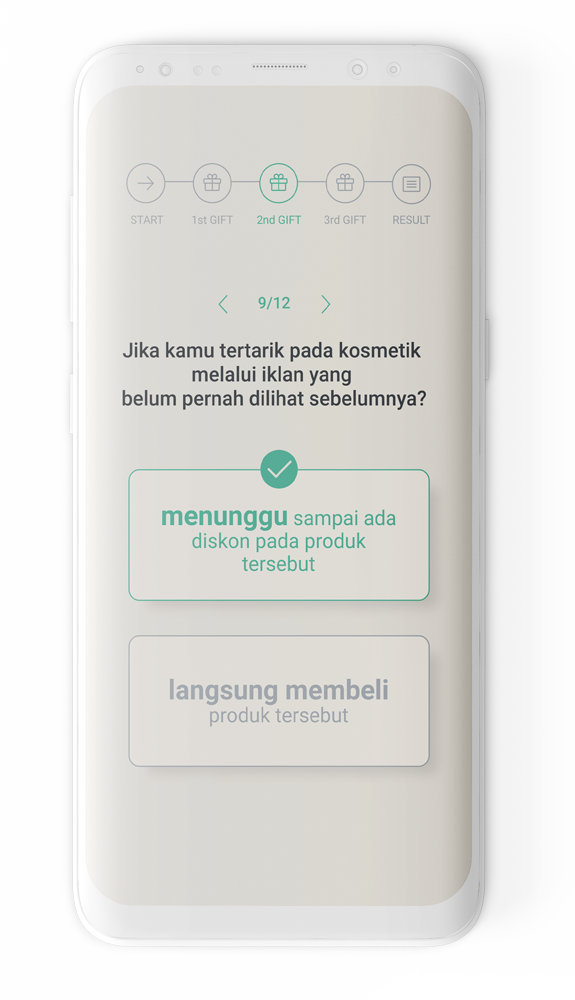 START 1st GIFT 2nd GIFT 3rd GIFT RESULT
9/12
Jika kamu tertarik pada kosmetik
melalui iklan yang
belum pernah dilihat sebelumnya?
menunggu sampai ada
diskon pada produk
tersebut
langsung membeli
produk tersebut